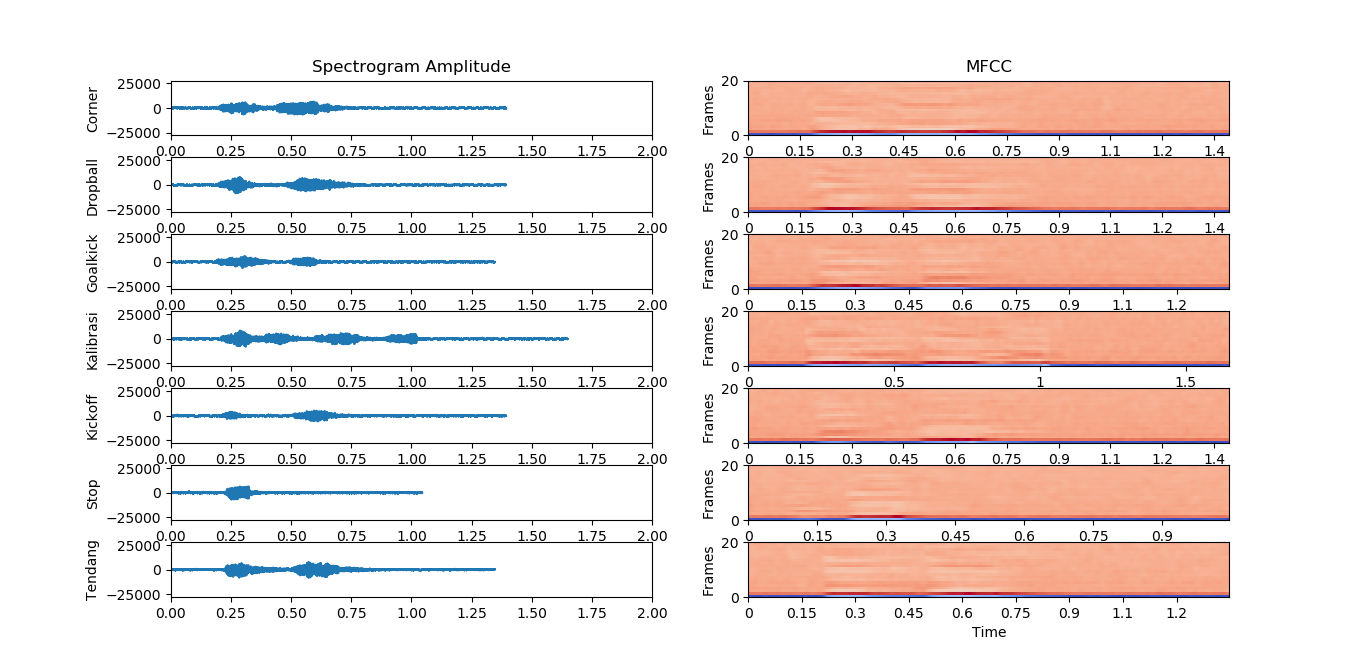 Spectrogram Amplitude MFCC
25000 20
Corner 0 Frames
−25000 0
0.00 0.25 0.50 0.75 1.00 1.25 1.50 1.75 2.00 0 0.15 0.3 0.45 0.6 0.75 0.9 1.1 1.2 1.4
25000 20
Dropball 0 Frames
−25000 0
0.00 0.25 0.50 0.75 1.00 1.25 1.50 1.75 2.00 0 0.15 0.3 0.45 0.6 0.75 0.9 1.1 1.2 1.4
25000 20
Goalkick 0 Frames
−25000 0
0.00 0.25 0.50 0.75 1.00 1.25 1.50 1.75 2.00 0 0.15 0.3 0.45 0.6 0.75 0.9 1.1 1.2
25000 20
Kalibrasi 0 Frames
−25000 0
0.00 0.25 0.50 0.75 1.00 1.25 1.50 1.75 2.00 0 0.5 1 1.5
25000 20
Kickoff 0 Frames
−25000 0
0.00 0.25 0.50 0.75 1.00 1.25 1.50 1.75 2.00 0 0.15 0.3 0.45 0.6 0.75 0.9 1.1 1.2 1.4
25000 20
Stop 0 Frames
−25000 0
0.00 0.25 0.50 0.75 1.00 1.25 1.50 1.75 2.00 0 0.15 0.3 0.45 0.6 0.75 0.9
25000 20
Tendang 0 Frames
−25000 0
0.00 0.25 0.50 0.75 1.00 1.25 1.50 1.75 2.00 0 0.15 0.3 0.45 0.6 0.75 0.9 1.1 1.2
Time